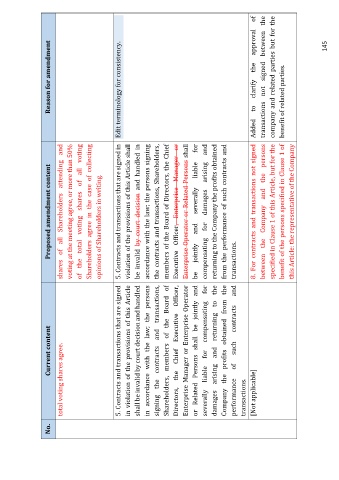 No.
Current content
Proposed amendment content
Reason for amendment
total voting shares agree.
shares of all Shareholders attending and
voting at the meeting agree, or more than 50%
of the total voting shares of all voting
Shareholders agree in the case of collecting
opinions of Shareholders in writing.
5. Contracts and transactions that are signed
in violation of the provisions of this Article
shall be invalid by court decision and handled
in accordance with the law; the persons
signing the contracts and transactions,
Shareholders, members of the Board of
Directors, the Chief Executive Officer,
Enterprise Manager or Enterprise Operator
or Related Persons shall be jointly and
severally liable for compensating for
damages arising and returning to the
Company the profits obtained from the
performance of such contracts and
transactions.
5. Contracts and transactions that are signed in
violation of the provisions of this Article shall
be invalid by court decision and handled in
accordance with the law; the persons signing
the contracts and transactions, Shareholders,
members of the Board of Directors, the Chief
Executive Officer, Enterprise Manager or
Enterprise Operator or Related Persons shall
be jointly and severally liable for
compensating for damages arising and
returning to the Company the profits obtained
from the performance of such contracts and
transactions.
Edit terminology for consistency.
[Not applicable]
8. For contracts and transactions not signed
between the Company and the persons
specified in Clause 1 of this Article, but for the
benefit of the persons specified in Clause 1 of
this Article: the representative of the Company
Added to clarify the approval of
transactions not signed between the
company and related parties but for the
benefit of related parties.
145